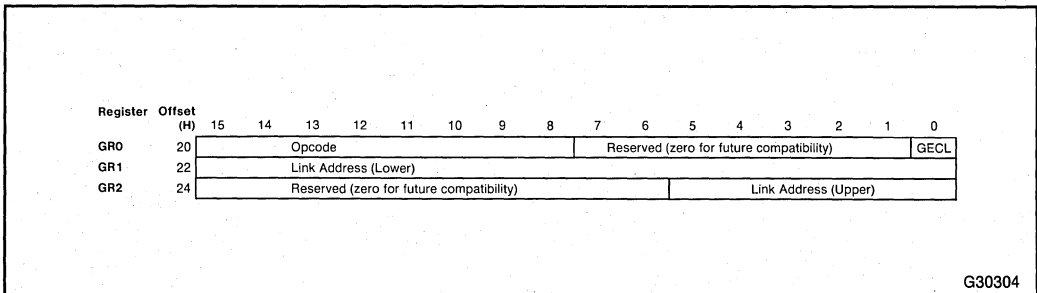 Register Offset
(H) 15 14 13 12 11 10 9 8 7 6 5 4 3 2 1 0
GR0 20 Opcode Reserved (zero for future compatibility) GECL
GR1 22 Link Address (Lower)
GR2 24 Reserved (zero for future compatibility) Link Address (Upper)
G30304